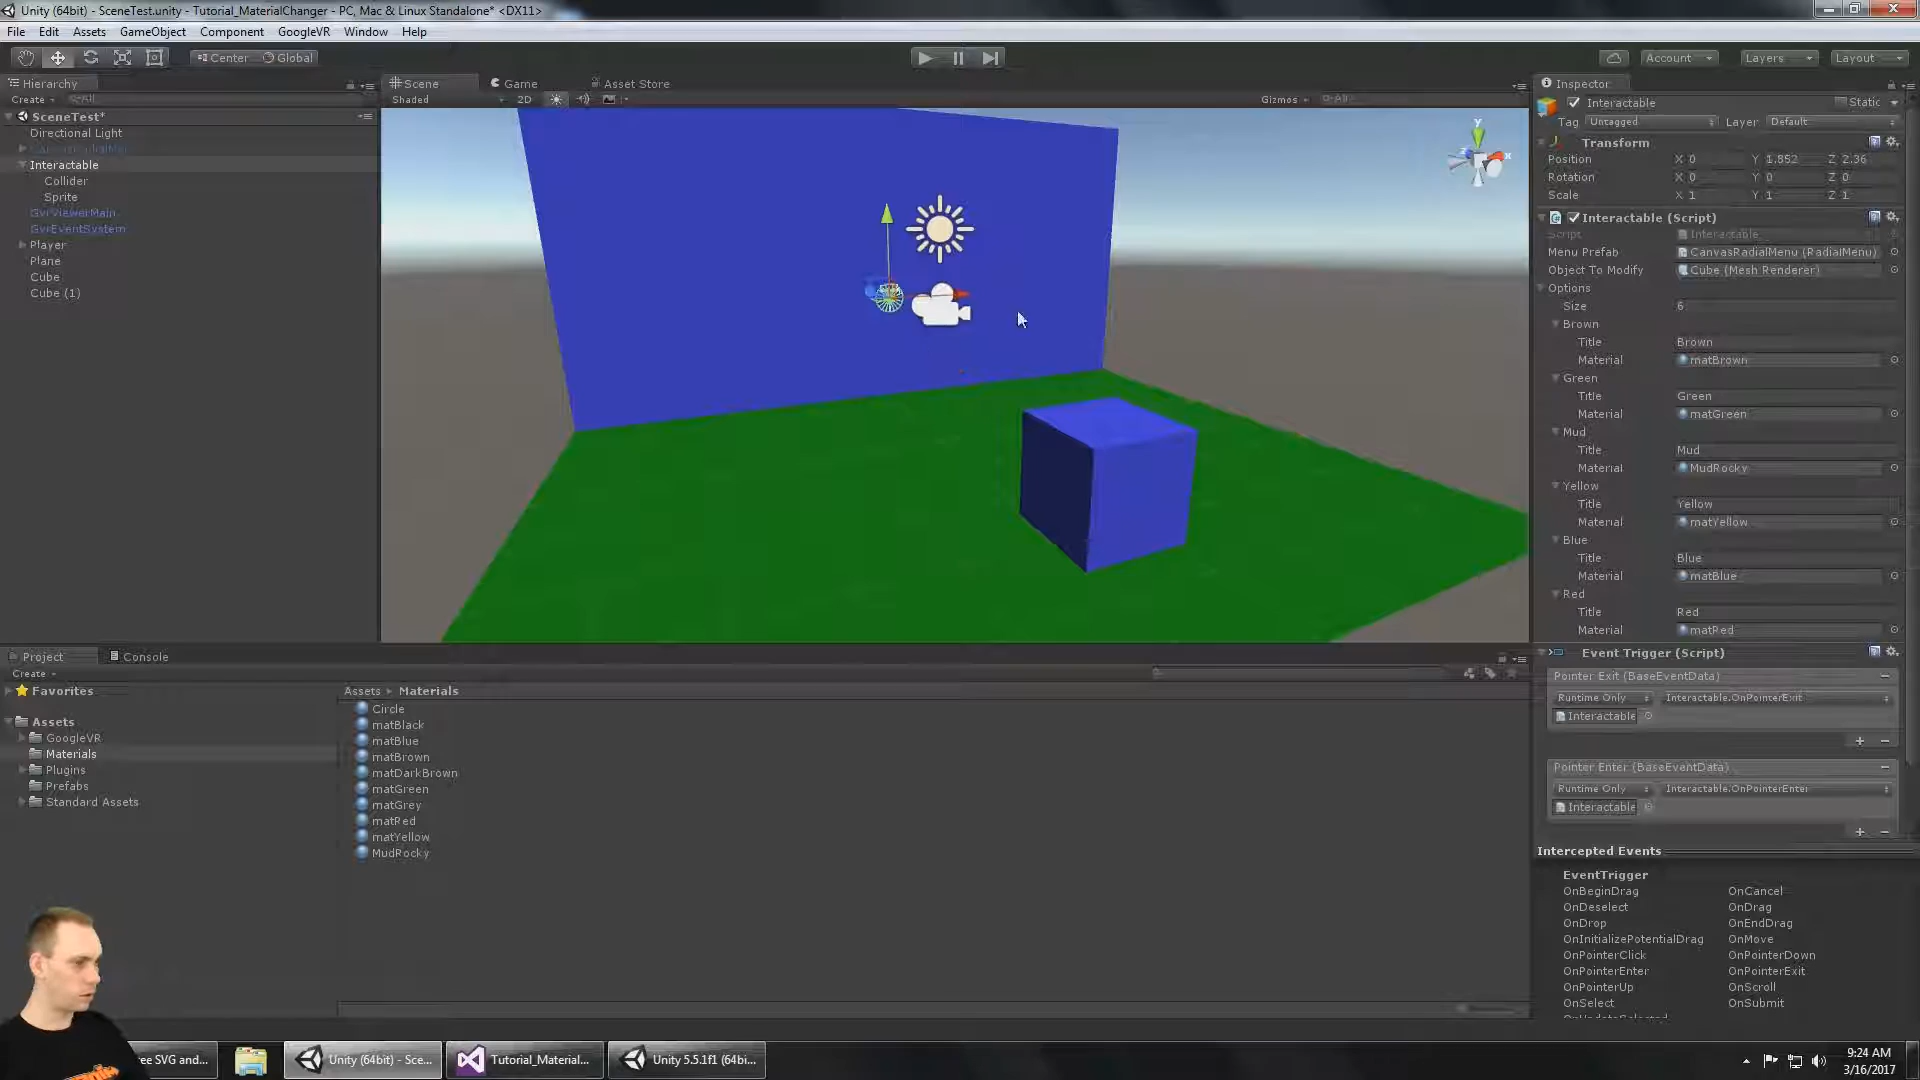 Unity (64bit) - SceneTest.unity - Tutorial_MaterialChanger - PC, Mac & Linux Standalone* <DX11>
File Edit Assets GameObject Component GoogleVR Window Help
Center Global
Account Layers Layout
Hierarchy
Create All
SceneTest*
Directional Light
Interactable
Collider
Sprite
GvrViewerMain
GvrEventSystem
Player
Plane
Cube
Cube (1)
Scene Game Asset Store
Shaded 2D Gizmos All
Inspector
Interactable Static
Tag Untagged Layer Default
Transform
Position X 0 Y 1.852 Z 2.36
Rotation X 0 Y 0 Z 0
Scale X 1 Y 1 Z 1
Interactable (Script)
Script Interactable
Menu Prefab CanvasRadialMenu (RadialMenu)
Object To Modify Cube (Mesh Renderer)
Options
Size 6
Brown
Title Brown
Material matBrown
Green
Title Green
Material matGreen
Mud
Title Mud
Material MudRocky
Yellow
Title Yellow
Material matYellow
Blue
Title Blue
Material matBlue
Red
Title Red
Material matRed
Event Trigger (Script)
Pointer Exit (BaseEventData)
Runtime Only Interactable.OnPointerExit
Interactable
Pointer Enter (BaseEventData)
Runtime Only Interactable.OnPointerEnter
Interactable
Intercepted Events
EventTrigger
OnBeginDrag OnCancel
OnDeselect OnDrag
OnDrop OnEndDrag
OnInitializePotentialDrag OnMove
OnPointerClick OnPointerDown
OnPointerEnter OnPointerExit
OnPointerUp OnScroll
OnSelect OnSubmit
Project Console
Create
Favorites
Assets
GoogleVR
Materials
Plugins
Prefabs
Standard Assets
Assets Materials
Circle
matBlack
matBlue
matBrown
matDarkBrown
matGreen
matGrey
matRed
matYellow
MudRocky
ree SVG and... Unity (64bit) - Sce... Tutorial_Material... Unity 5.5.1f1 (64bi...
9:24 AM
3/16/2017